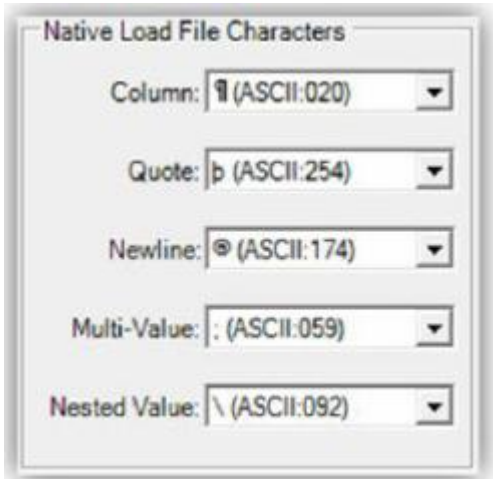 Native Load File Characters
Column: ¶ (ASCII:020)
Quote: þ (ASCII:254)
Newline: ® (ASCII:174)
Multi-Value: ; (ASCII:059)
Nested Value: \ (ASCII:092)